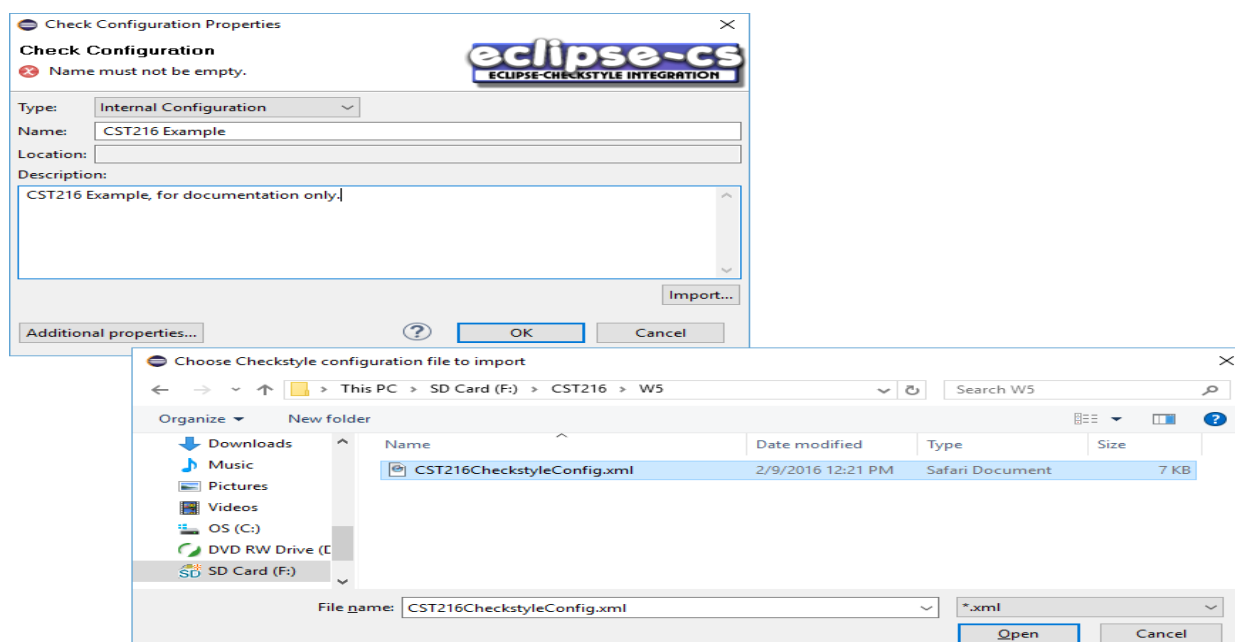 Check Configuration Properties
Check Configuration
Name must not be empty.
eclipse-cs
ECLIPSE-CHECKSTYLE INTEGRATION
Type: Internal Configuration
Name: CST216 Example
Location:
Description:
CST216 Example, for documentation only.
Import...
Additional properties... ? OK Cancel
Choose Checkstyle configuration file to import
> This PC > SD Card (F:) > CST216 > W5 Search W5
Organize New folder ?
Downloads Name Date modified Type Size
Music CST216CheckstyleConfig.xml 2/9/2016 12:21 PM Safari Document 7 KB
Pictures
Videos
OS (C:)
DVD RW Drive (
SD SD Card (F:)
File name: CST216CheckstyleConfig.xml *.xml
Open Cancel